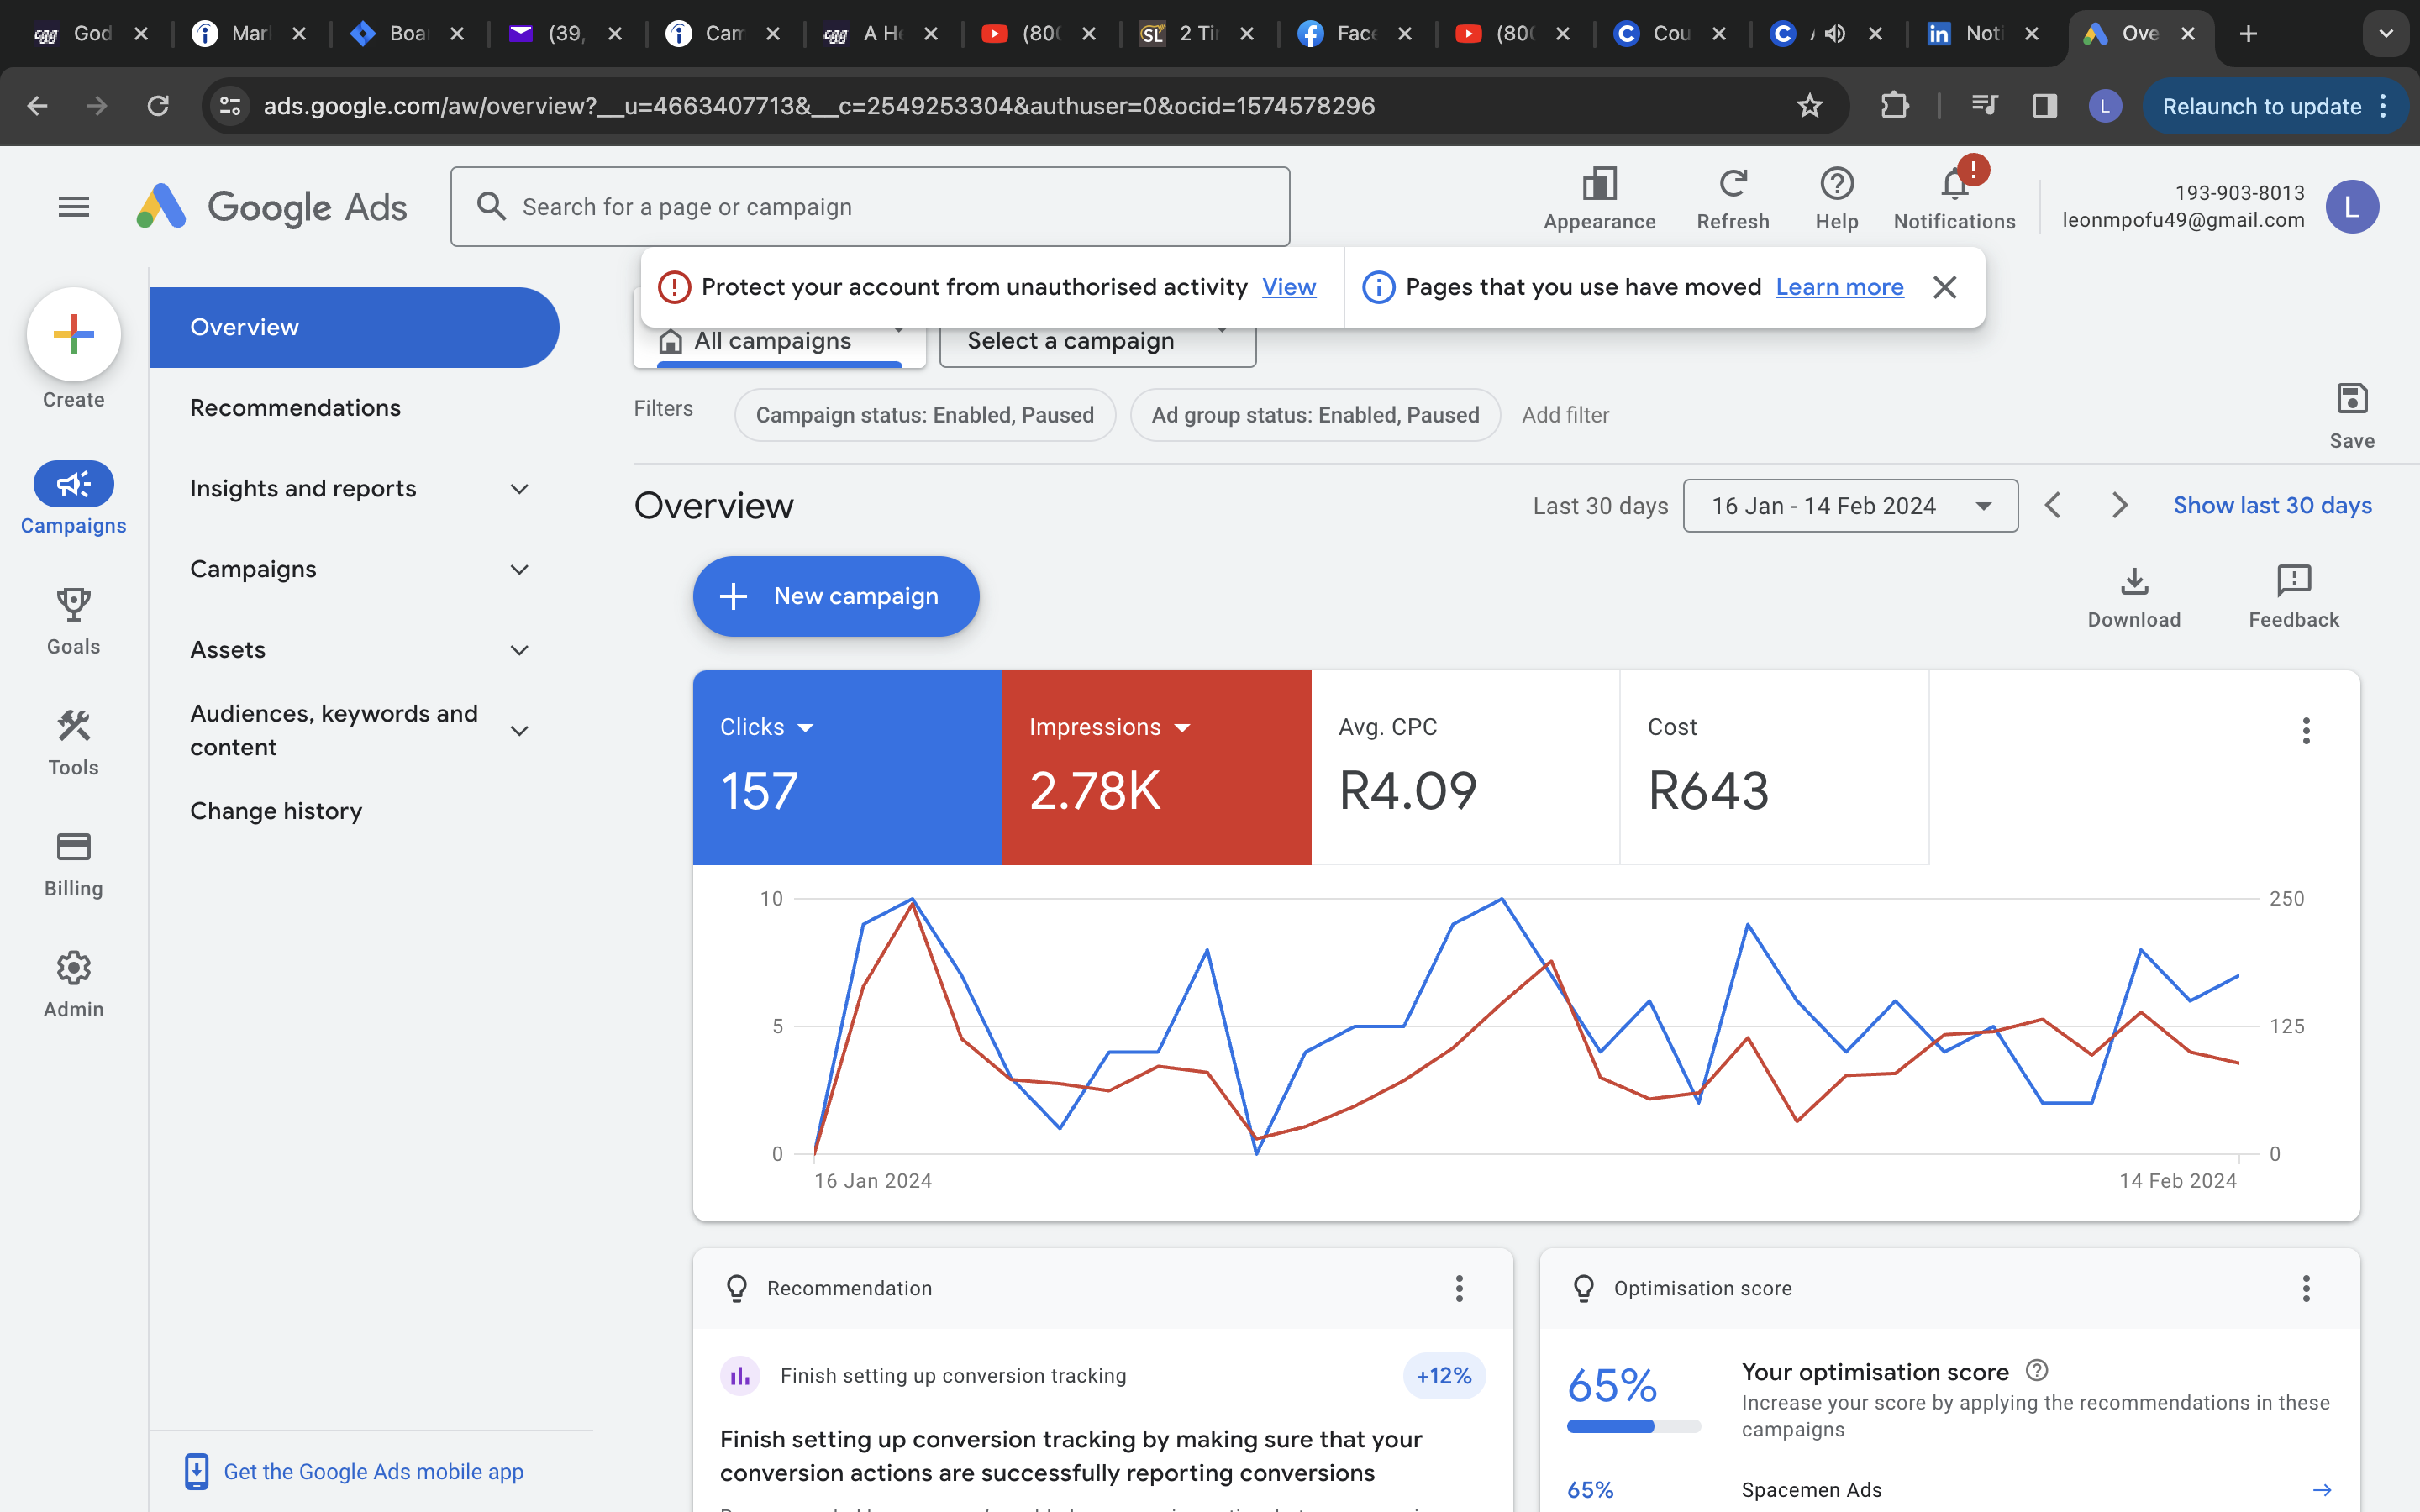 God
Mar
Boa
(39,
Cam
A He
(80
2 Ti
Face
(80
Cou
Noti
Ove
ads.google.com/aw/overview?__u=4663407713&__c=2549253304&authuser=0&ocid=1574578296
L
Relaunch to update
Google Ads
Search for a page or campaign
Appearance
Refresh
Help
Notifications
193-903-8013
leonmpofu49@gmail.com
L
Protect your account from unauthorised activity View
Pages that you use have moved Learn more
Create
Campaigns
Goals
Tools
Billing
Admin
Overview
Recommendations
Insights and reports
Campaigns
Assets
Audiences, keywords and
content
Change history
Get the Google Ads mobile app
All campaigns
Select a campaign
Filters
Campaign status: Enabled, Paused
Ad group status: Enabled, Paused
Add filter
Save
Overview
Last 30 days
16 Jan - 14 Feb 2024
Show last 30 days
New campaign
Download
Feedback
Clicks
157
Impressions
2.78K
Avg. CPC
R4.09
Cost
R643
10
5
0
250
125
0
16 Jan 2024
14 Feb 2024
Recommendation
Finish setting up conversion tracking
+12%
Finish setting up conversion tracking by making sure that your
conversion actions are successfully reporting conversions
Optimisation score
65%
Your optimisation score
Increase your score by applying the recommendations in these
campaigns
65%
Spacemen Ads